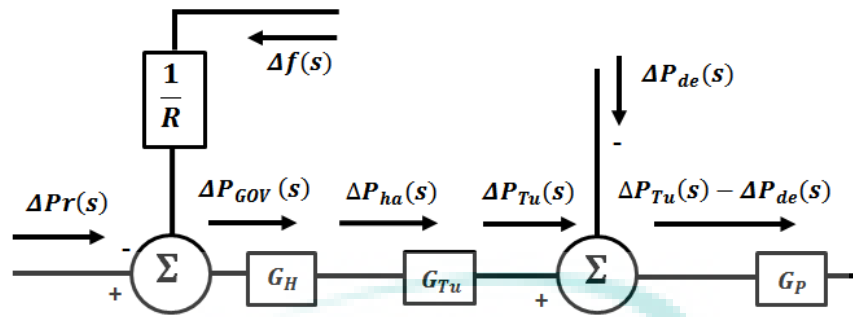 Δf(s)
1
R
ΔP_de(s)
-
ΔPr(s)
ΔP_GOV (s)
ΔP_ha(s)
ΔP_Tu(s)
ΔP_Tu(s) − ΔP_de(s)
-
+
Σ
G_H
G_Tu
+
Σ
G_P